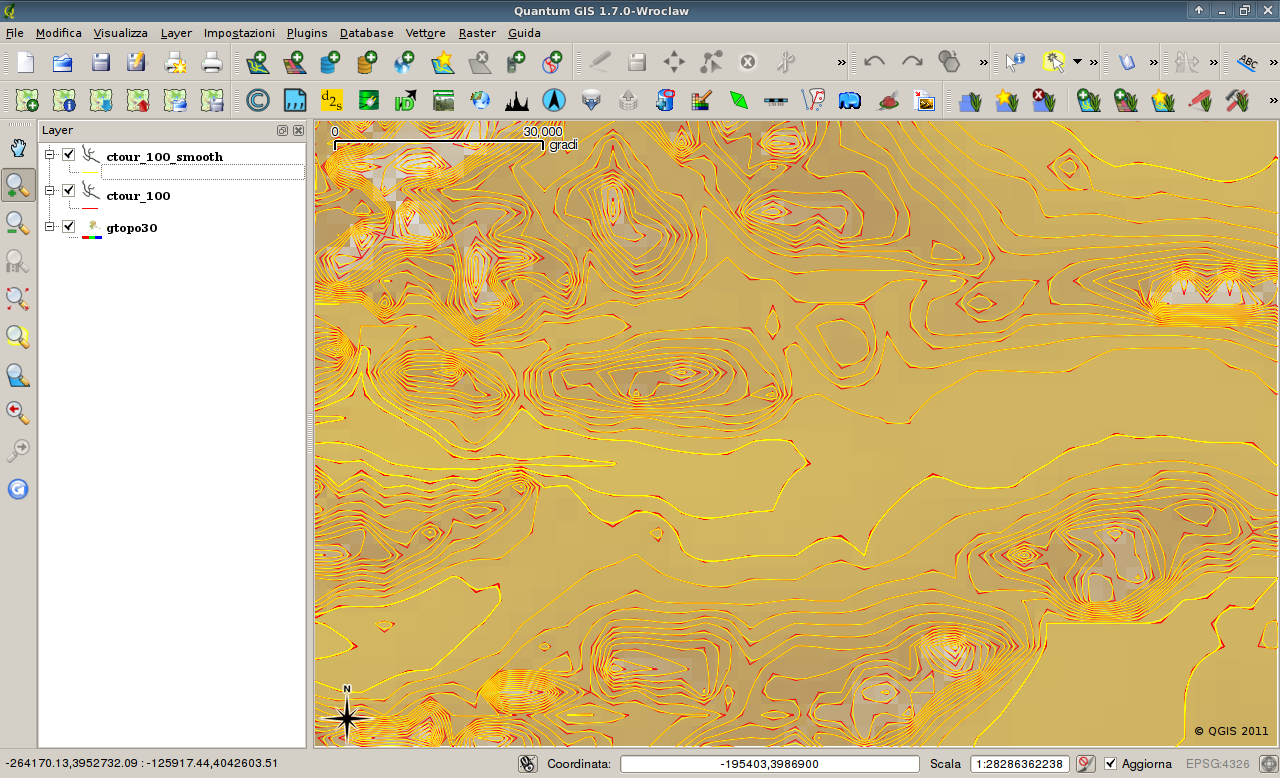 Quantum GIS 1.7.0-Wroclaw
File Modifica Visualizza Layer Impostazioni Plugins Database Vettore Raster Guida
» » » » » ABC »
d2s »
Layer
ctour_100_smooth
ctour_100
gtopo30
0 30,000
gradi
N
© QGIS 2011
-264170.13,3952732.09 : -125917.44,4042603.51 Coordinata: -195403,3986900 Scala 1:28286362238 Aggiorna EPSG:4326